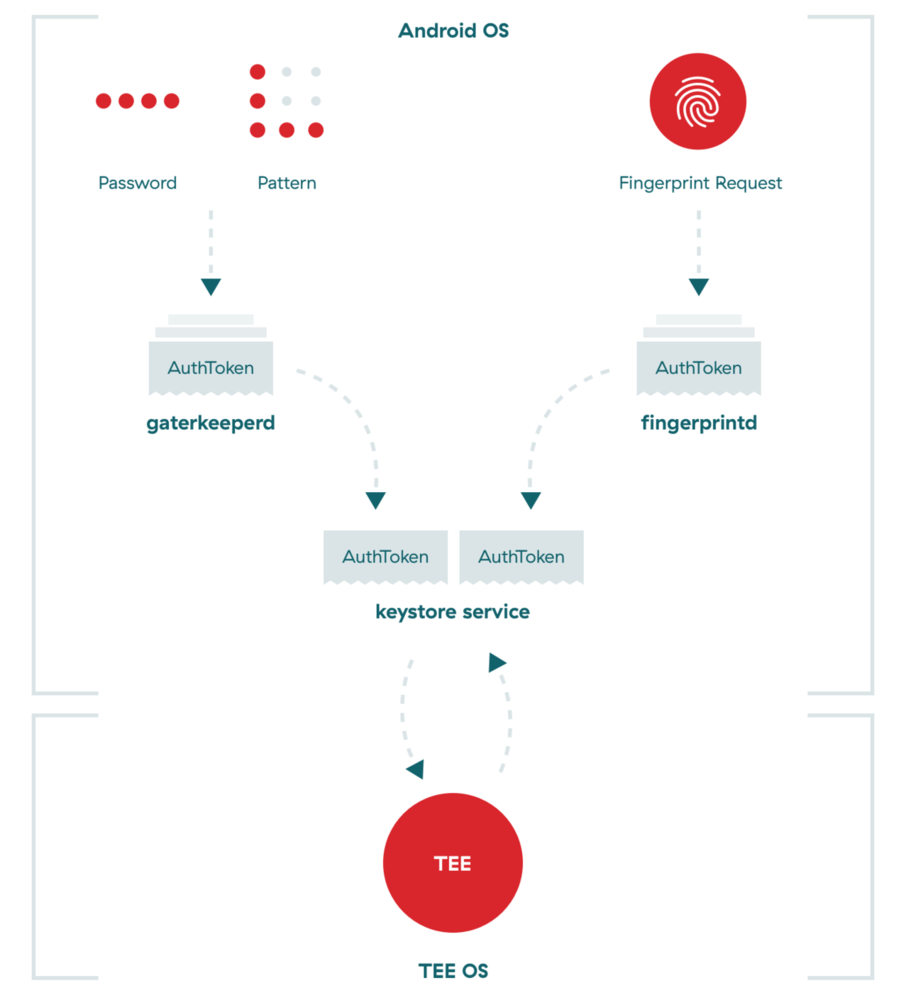 Android OS
Password
Pattern
Fingerprint Request
AuthToken
AuthToken
gaterkeeperd
fingerprintd
AuthToken
AuthToken
keystore service
TEE
TEE OS